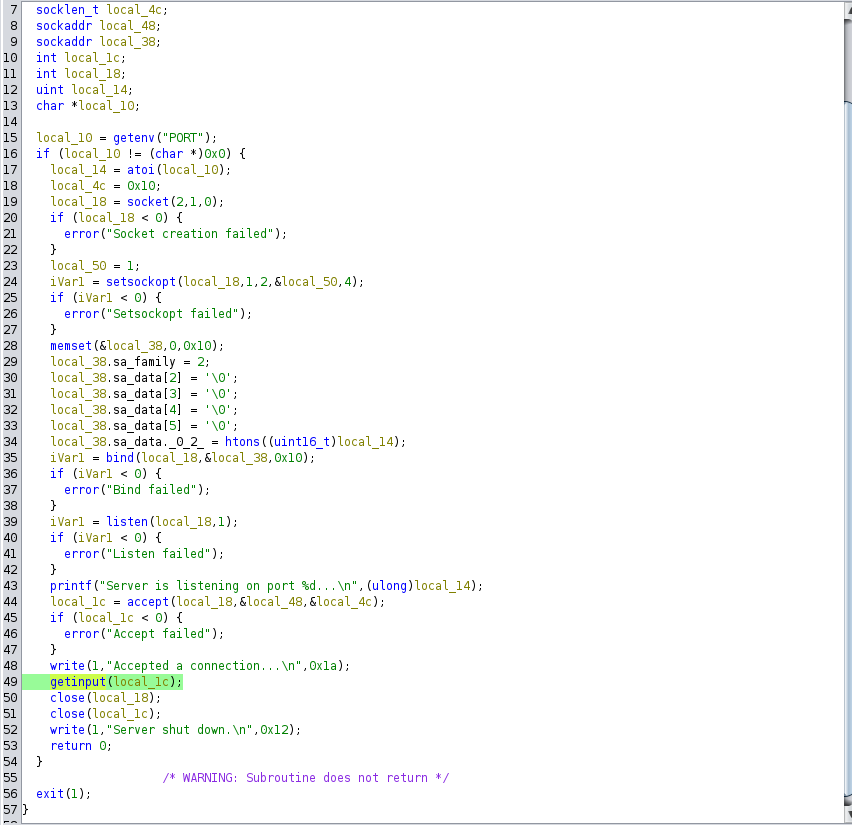 7 socklen_t local_4c;
8 sockaddr local_48;
9 sockaddr local_38;
10 int local_1c;
11 int local_18;
12 uint local_14;
13 char *local_10;
14
15 local_10 = getenv("PORT");
16 if (local_10 != (char *)0x0) {
17 local_14 = atoi(local_10);
18 local_4c = 0x10;
19 local_18 = socket(2,1,0);
20 if (local_18 < 0) {
21 error("Socket creation failed");
22 }
23 local_50 = 1;
24 iVar1 = setsockopt(local_18,1,2,&local_50,4);
25 if (iVar1 < 0) {
26 error("Setsockopt failed");
27 }
28 memset(&local_38,0,0x10);
29 local_38.sa_family = 2;
30 local_38.sa_data[2] = '\0';
31 local_38.sa_data[3] = '\0';
32 local_38.sa_data[4] = '\0';
33 local_38.sa_data[5] = '\0';
34 local_38.sa_data._0_2_ = htons((uint16_t)local_14);
35 iVar1 = bind(local_18,&local_38,0x10);
36 if (iVar1 < 0) {
37 error("Bind failed");
38 }
39 iVar1 = listen(local_18,1);
40 if (iVar1 < 0) {
41 error("Listen failed");
42 }
43 printf("Server is listening on port %d...\n",(ulong)local_14);
44 local_1c = accept(local_18,&local_48,&local_4c);
45 if (local_1c < 0) {
46 error("Accept failed");
47 }
48 write(1,"Accepted a connection...\n",0x1a);
49 getinput(local_1c);
50 close(local_18);
51 close(local_1c);
52 write(1,"Server shut down.\n",0x12);
53 return 0;
54 }
55 /* WARNING: Subroutine does not return */
56 exit(1);
57 }